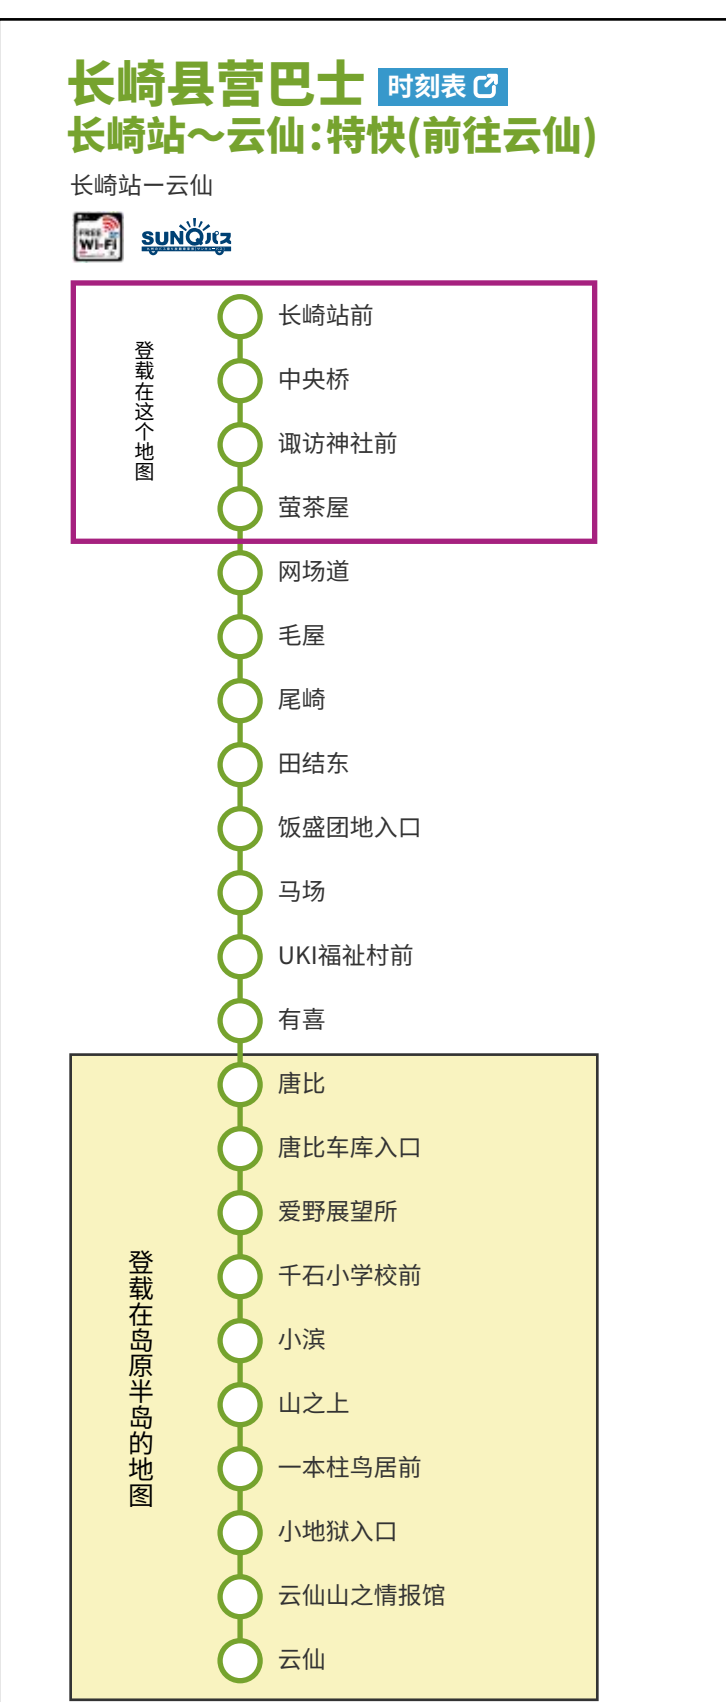 长崎县营巴士 时刻表
长崎站～云仙：特快(前往云仙)
长崎站ー云仙
FREE
Wi-Fi
SUNQパス
登载在这个地图
长崎站前
中央桥
诹访神社前
萤茶屋
网场道
毛屋
尾崎
田结东
饭盛团地入口
马场
UKI福祉村前
有喜
登载在岛原半岛的地图
唐比
唐比车库入口
爱野展望所
千石小学校前
小滨
山之上
一本柱鸟居前
小地狱入口
云仙山之情报馆
云仙